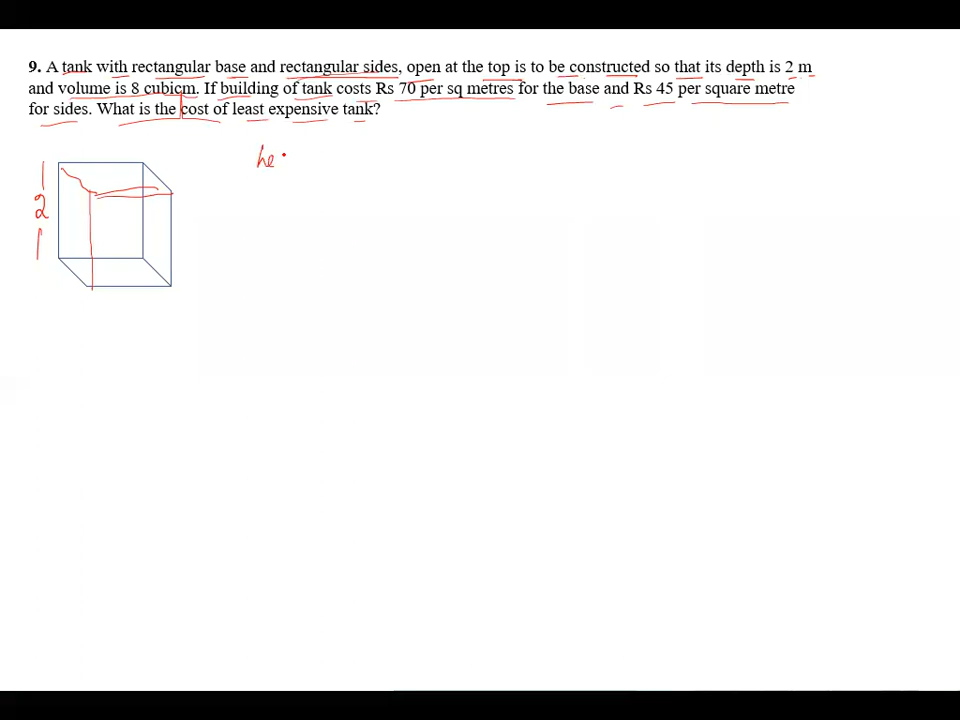 9. A tank with rectangular base and rectangular sides, open at the top is to be constructed so that its depth is 2 m
and volume is 8 cubicm. If building of tank costs Rs 70 per sq metres for the base and Rs 45 per square metre
for sides. What is the cost of least expensive tank?
he
2